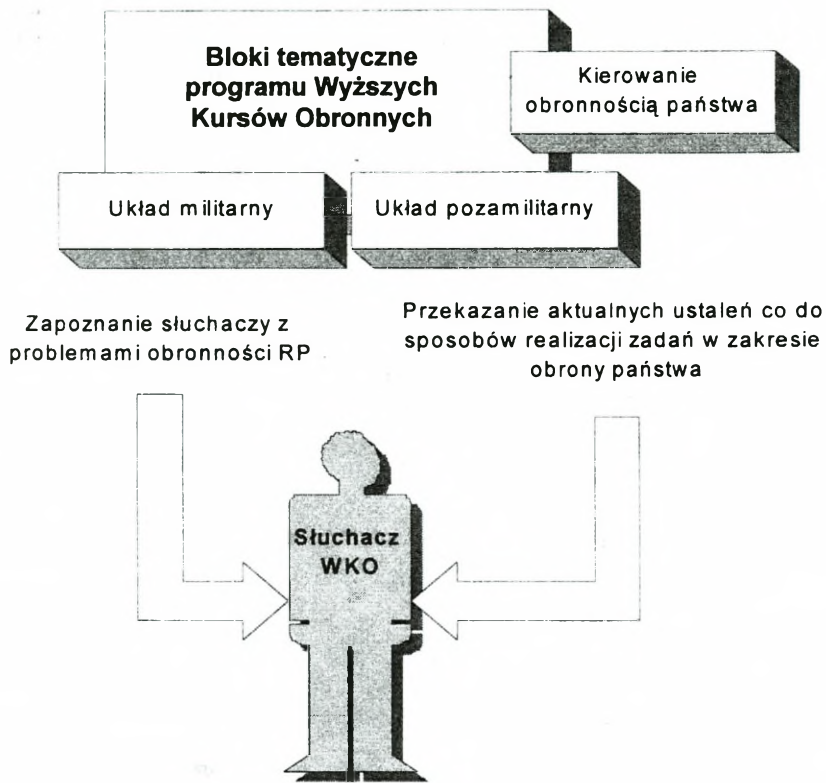 Bloki tematyczne
programu Wyższych
Kursów Obronnych
Kierowanie
obronnością państwa
Układ militarny
Układ pozamilitarny
Zapoznanie słuchaczy z
problemami obronności RP
Przekazanie aktualnych ustaleń co do
sposobów realizacji zadań w zakresie
obrony państwa
Słuchacz
WKO